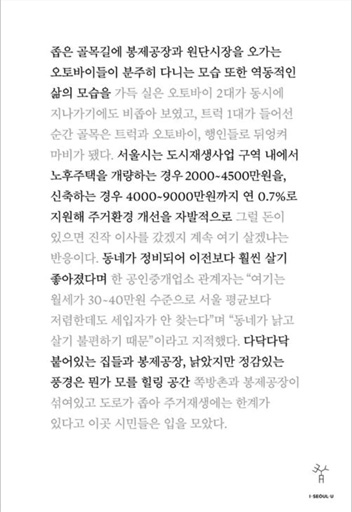 좁은 골목길에 봉제공장과 원단시장을 오가는
오토바이들이 분주히 다니는 모습 또한 역동적인
삶의 모습을 가득 실은 오토바이 2대가 동시에
지나가기에도 비좁아 보였고, 트럭 1대가 들어선
순간 골목은 트럭과 오토바이, 행인들로 뒤엉켜
마비가 됐다. 서울시는 도시재생사업 구역 내에서
노후주택을 개량하는 경우 2000~4500만원을,
신축하는 경우 4000~9000만원까지 연 0.7%로
지원해 주거환경 개선을 자발적으로 그럴 돈이
있으면 진작 이사를 갔겠지 계속 여기 살겠냐는
반응이다. 동네가 정비되어 이전보다 훨씬 살기
좋아졌다며 한 공인중개업소 관계자는 “여기는
월세가 30~40만원 수준으로 서울 평균보다
저렴한데도 세입자가 안 찾는다”며 “동네가 낡고
살기 불편하기 때문”이라고 지적했다. 다닥다닥
붙어있는 집들과 봉제공장, 낡았지만 정감있는
풍경은 뭔가 모를 힐링 공간 쪽방촌과 봉제공장이
섞여있고 도로가 좁아 주거재생에는 한계가
있다고 이곳 시민들은 입을 모았다.
I·SEOUL·U